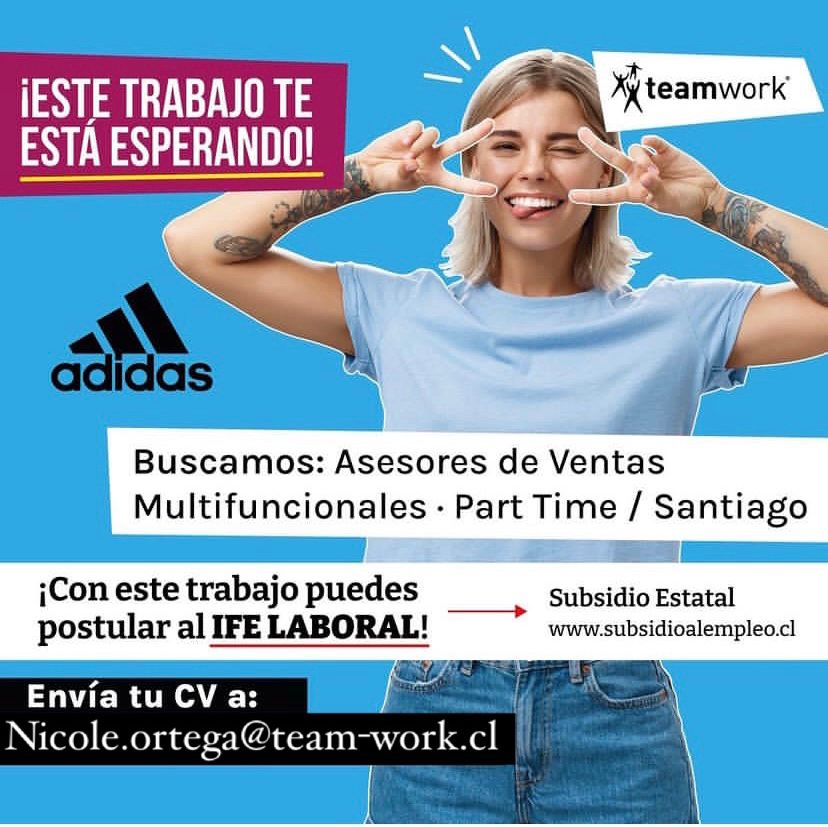 ¡ESTE TRABAJO TE
ESTÁ ESPERANDO!
teamwork®
adidas
Buscamos: Asesores de Ventas
Multifuncionales · Part Time / Santiago
¡Con este trabajo puedes
postular al IFE LABORAL!
Subsidio Estatal
www.subsidioalempleo.cl
Envía tu CV a:
Nicole.ortega@team-work.cl